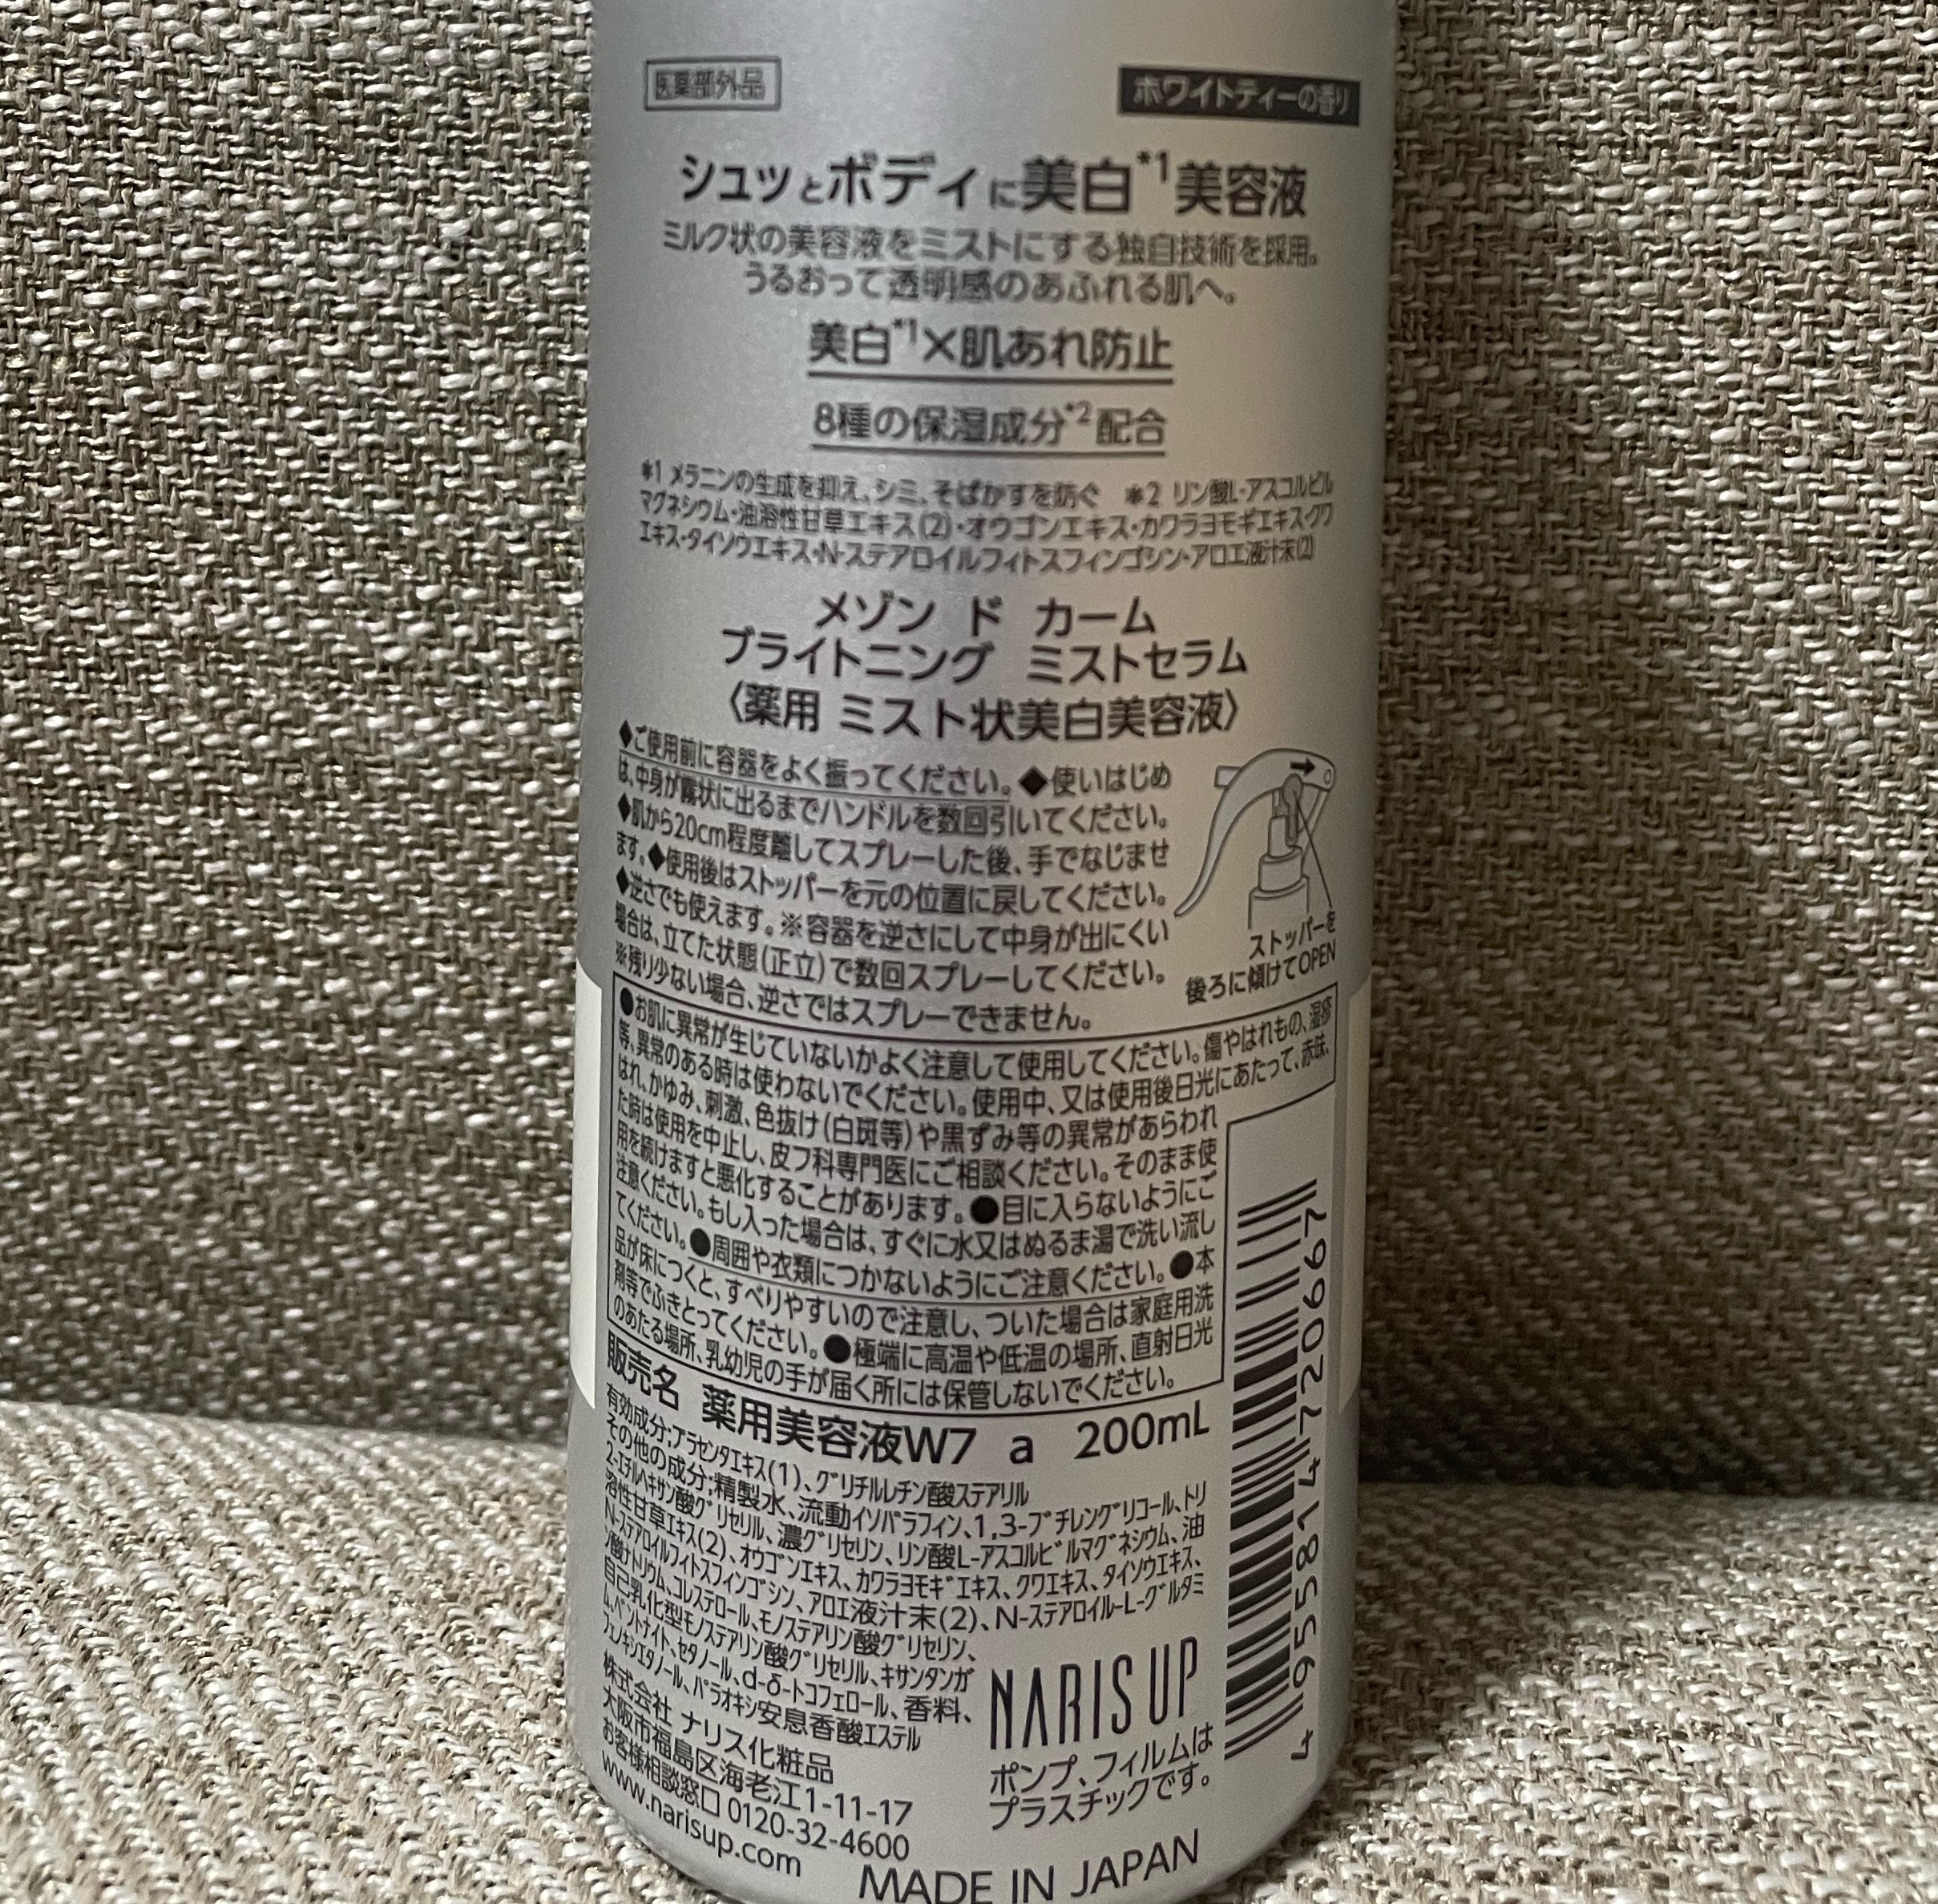 医薬部外品
ホワイトティーの香り
シュッとボディに美白*1美容液
ミルク状の美容液をミストにする独自技術を採用。
うるおって透明感のあふれる肌へ。
美白*1×肌あれ防止
8種の保湿成分*2配合
*1 メラニンの生成を抑え、シミ、そばかすを防ぐ *2 リン酸L-アスコルビル
マグネシウム・油溶性甘草エキス(2)・オウゴンエキス・カワラヨモギエキス・クワ
エキス・タイソウエキス・N-ステアロイルフィトスフィンゴシン・アロエ液汁末(2)
メゾン ド カーム
ブライトニング ミストセラム
〈薬用 ミスト状美白美容液〉
◆ご使用前に容器をよく振ってください。◆使いはじめ
は、中身が霧状に出るまでハンドルを数回引いてください。
◆肌から20cm程度離してスプレーした後、手でなじませ
ます。◆使用後はストッパーを元の位置に戻してください。
◆逆さでも使えます。※容器を逆さにして中身が出にくい
場合は、立てた状態(正立)で数回スプレーしてください。
※残り少ない場合、逆さではスプレーできません。
ストッパーを
後ろに傾けてOPEN
●お肌に異常が生じていないかよく注意して使用してください。傷やはれもの、湿疹
等、異常のある時は使わないでください。使用中、又は使用後日光にあたって、赤味、
はれ、かゆみ、刺激、色抜け(白斑等)や黒ずみ等の異常があらわれ
た時は使用を中止し、皮フ科専門医にご相談ください。そのまま使
用を続けますと悪化することがあります。●目に入らないようにご
注意ください。もし入った場合は、すぐに水又はぬるま湯で洗い流し
てください。●周囲や衣類につかないようにご注意ください。●本
品が床につくと、すべりやすいので注意し、ついた場合は家庭用洗
剤等でふきとってください。●極端に高温や低温の場所、直射日光
のあたる場所、乳幼児の手が届く所には保管しないでください。
販売名 薬用美容液W7 a 200mL
有効成分:プラセンタエキス(1)、グリチルレチン酸ステアリル
その他の成分:精製水、流動イソパラフィン、1,3-ブチレングリコール、トリ
2-エチルヘキサン酸グリセリル、濃グリセリン、リン酸L-アスコルビルマグネシウム、油
溶性甘草エキス(2)、オウゴンエキス、カワラヨモギエキス、クワエキス、タイソウエキス、
N-ステアロイルフィトスフィンゴシン、アロエ液汁末(2)、N-ステアロイル-L-グルタミ
ン酸ナトリウム、コレステロール、モノステアリン酸グリセリン、
自己乳化型モノステアリン酸グリセリル、キサンタンガ
ム、ベントナイト、セタノール、d-δ-トコフェロール、香料、
フェノキシエタノール、パラオキシ安息香酸エステル
株式会社 ナリス化粧品
大阪市福島区海老江1-11-17
お客様相談窓口 0120-32-4600
www.narisup.com
NARIS UP
ポンプ、フィルムは
プラスチックです。
MADE IN JAPAN
4 955814 720667